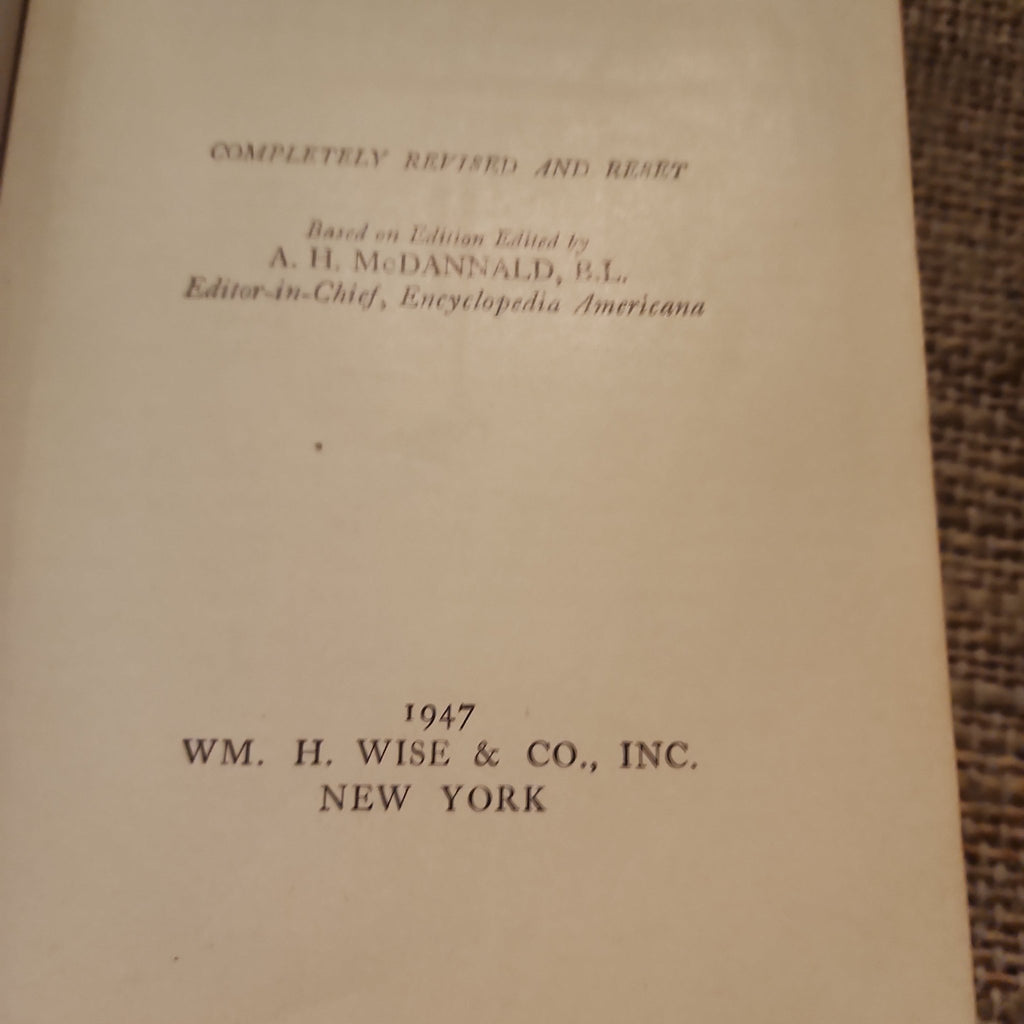 COMPLETELY REVISED AND RESET
Based on Edition Edited by
A. H. McDANNALD, B.L.
Editor-in-Chief, Encyclopedia Americana
1947
WM. H. WISE & CO., INC.
NEW YORK